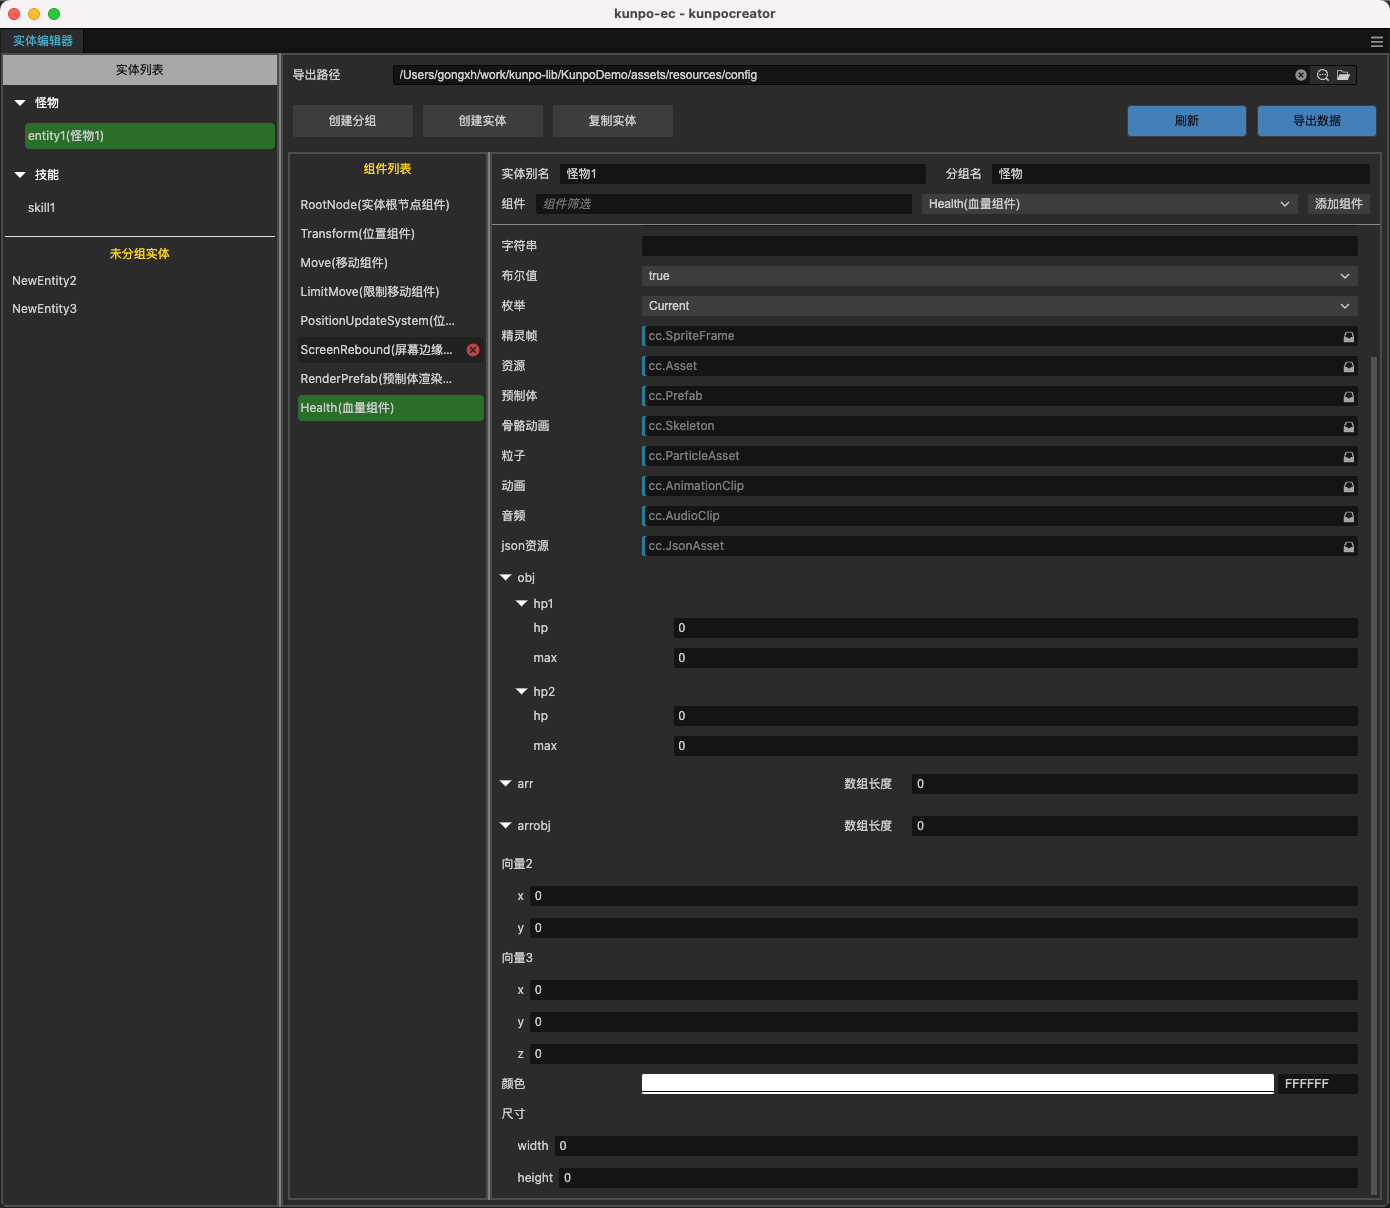 kunpo-ec - kunpocreator
实体编辑器
实体列表
怪物
entity1(怪物1)
技能
skill1
未分组实体
NewEntity2
NewEntity3
导出路径
/Users/gongxh/work/kunpo-lib/KunpoDemo/assets/resources/config
创建分组
创建实体
复制实体
刷新
导出数据
组件列表
RootNode(实体根节点组件)
Transform(位置组件)
Move(移动组件)
LimitMove(限制移动组件)
PositionUpdateSystem(位...
ScreenRebound(屏幕边缘...
RenderPrefab(预制体渲染...
Health(血量组件)
实体别名
怪物1
分组名
怪物
组件
组件筛选
Health(血量组件)
添加组件
字符串
布尔值
true
枚举
Current
精灵帧
cc.SpriteFrame
资源
cc.Asset
预制体
cc.Prefab
骨骼动画
cc.Skeleton
粒子
cc.ParticleAsset
动画
cc.AnimationClip
音频
cc.AudioClip
json资源
cc.JsonAsset
obj
hp1
hp
0
max
0
hp2
hp
0
max
0
arr
数组长度
0
arrobj
数组长度
0
向量2
x
0
y
0
向量3
x
0
y
0
z
0
颜色
FFFFFF
尺寸
width
0
height
0